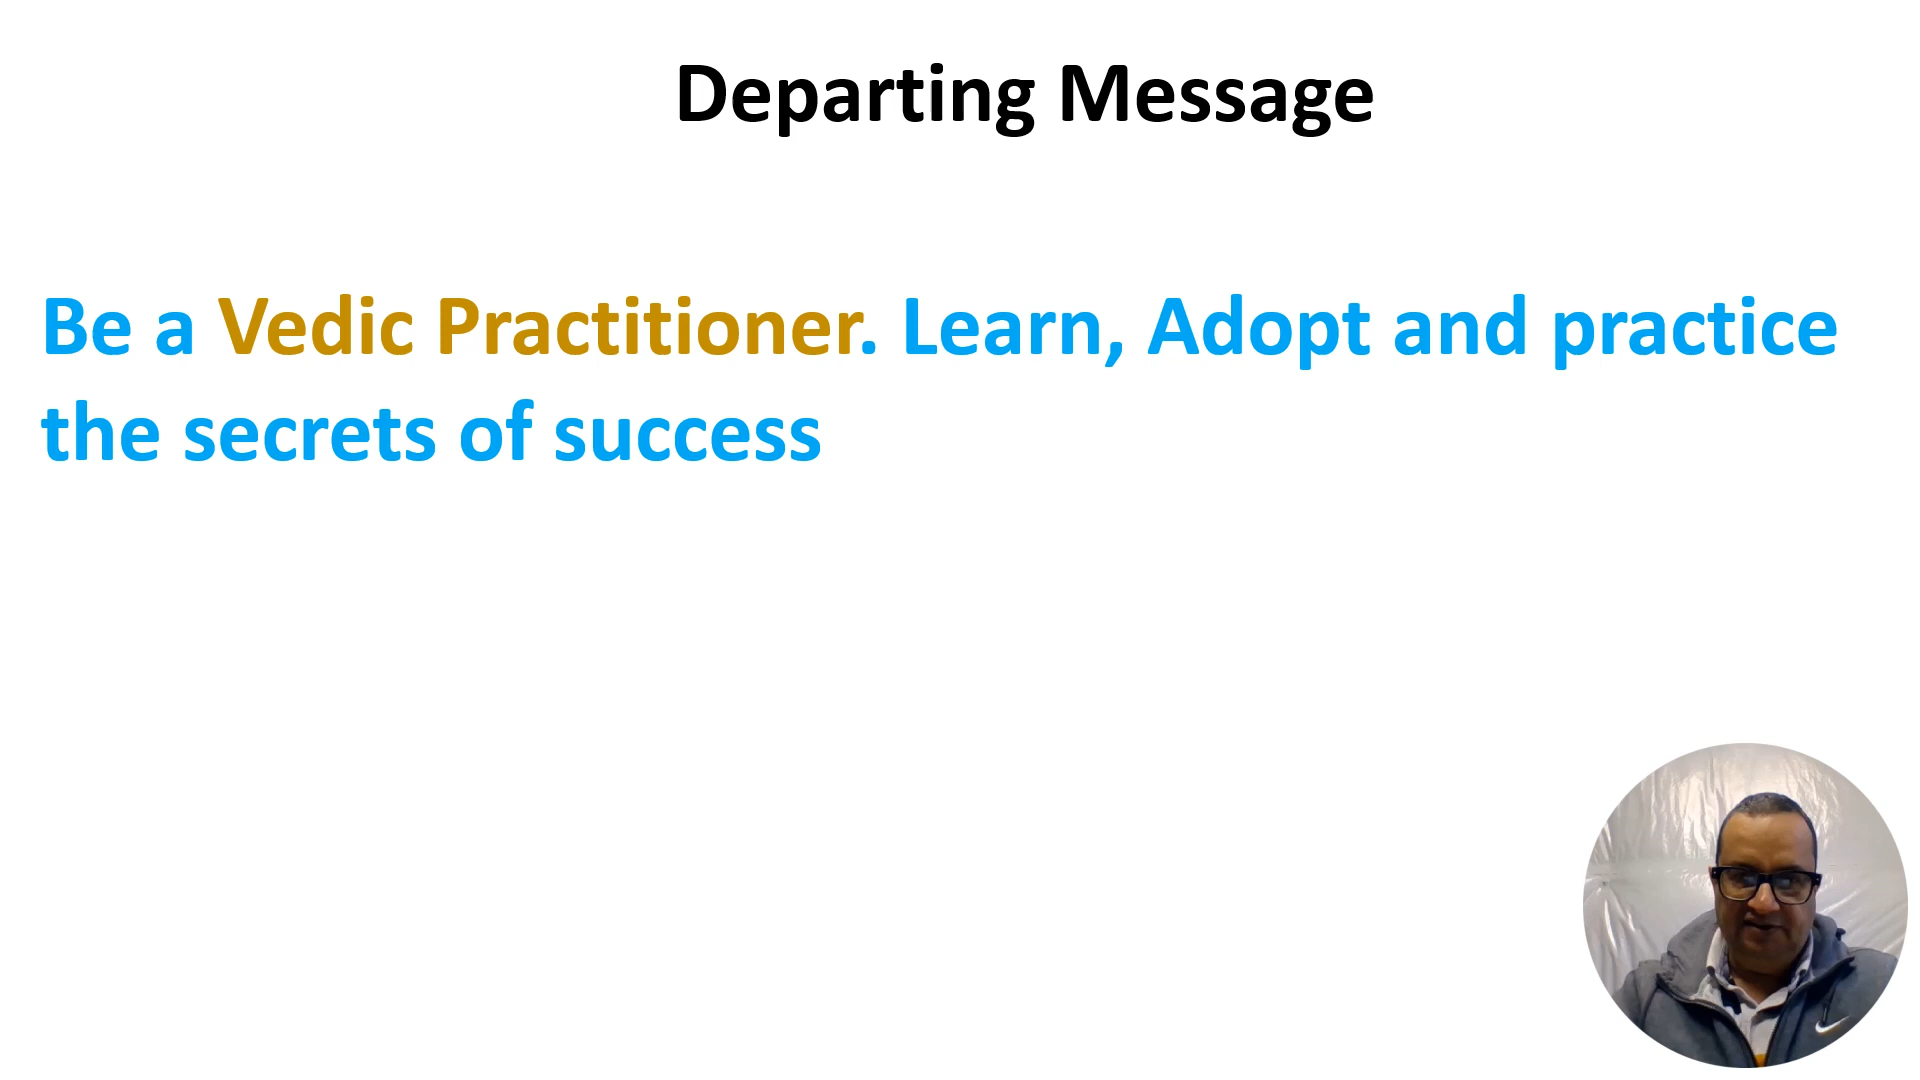 Departing Message
Be a Vedic Practitioner. Learn, Adopt and practice
the secrets of success